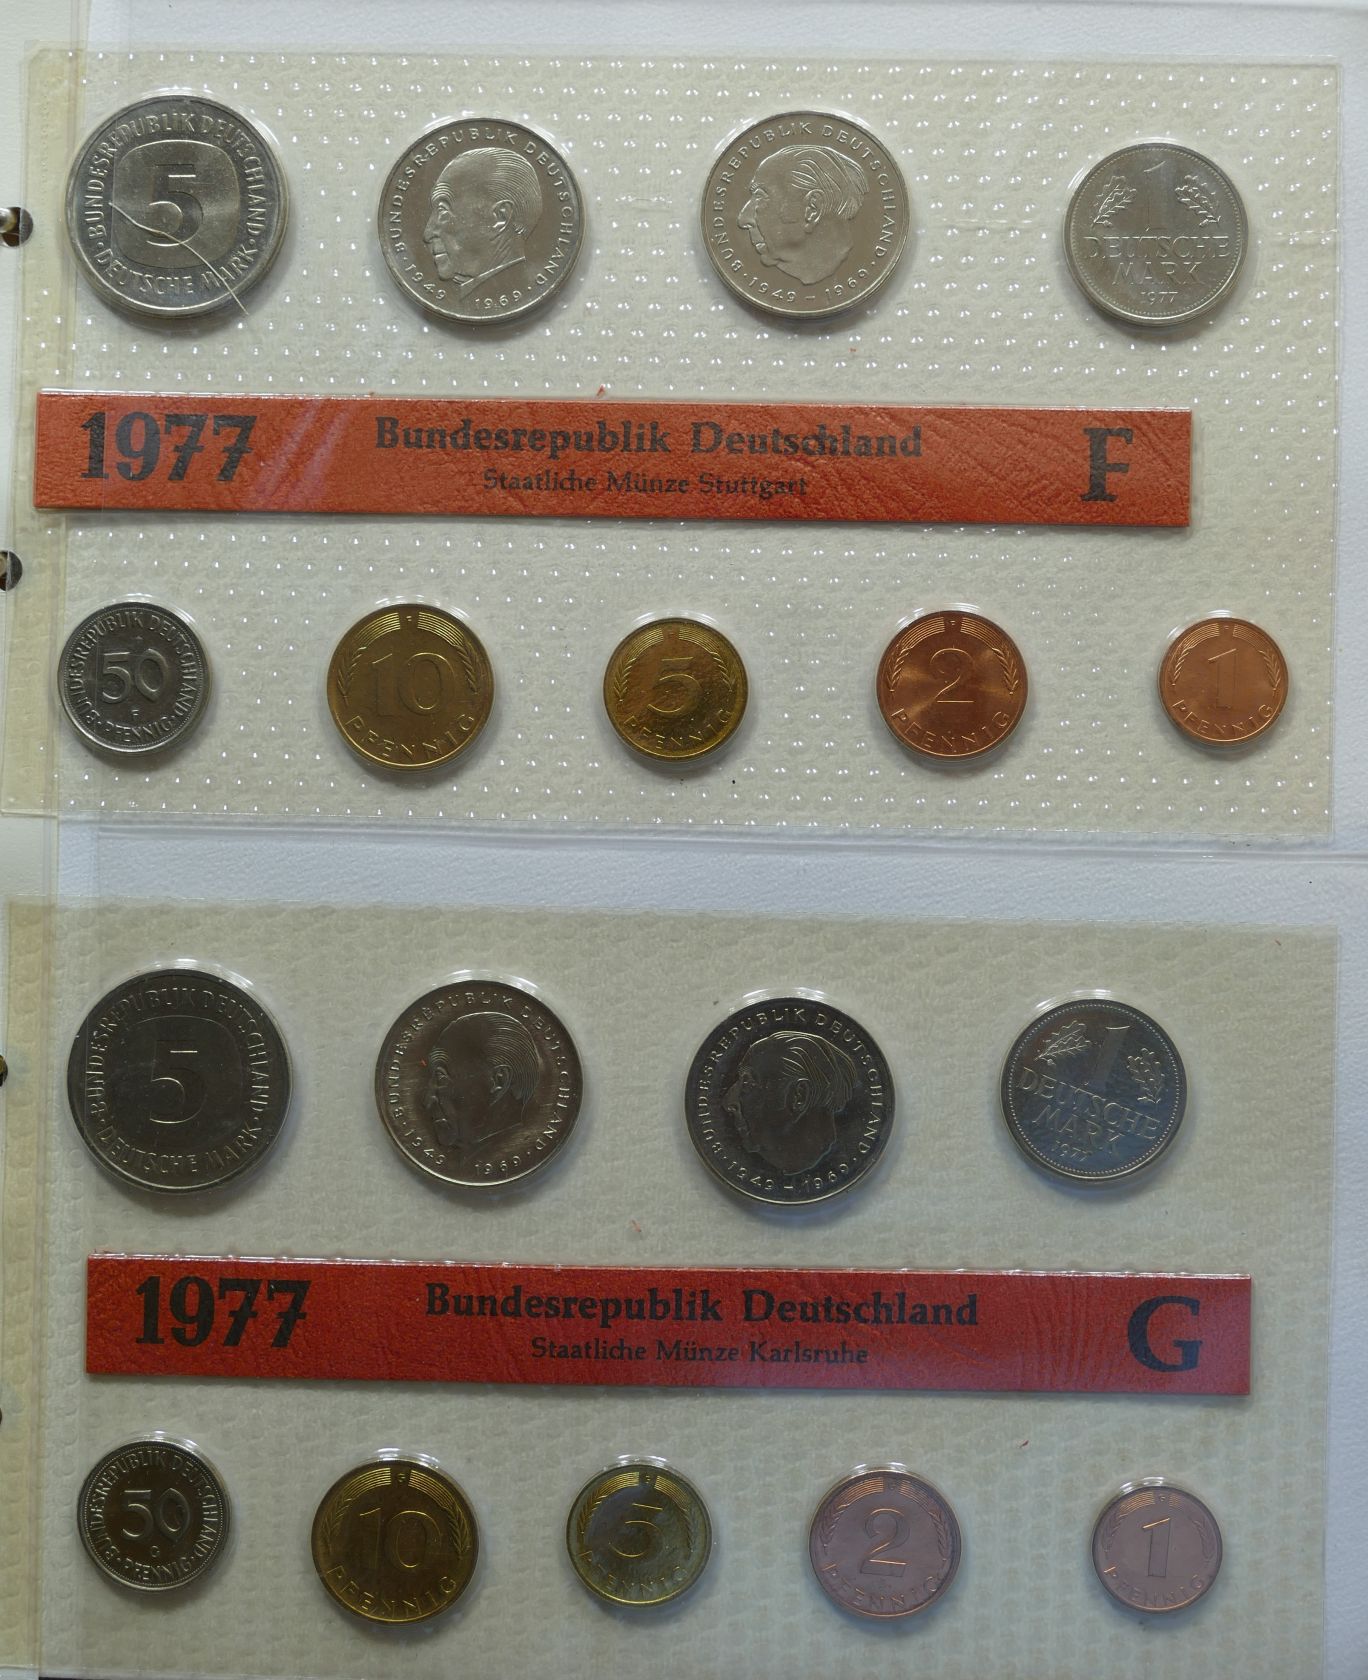 BUNDESREPUBLIK DEUTSCHLAND
5
DEUTSCHE MARK
BUNDESREPUBLIK DEUTSCHLAND
1949 1969
BUNDESREPUBLIK DEUTSCHLAND
1949 - 1969
1
DEUTSCHE
MARK
1977
1977 Bundesrepublik Deutschland F
Staatliche Münze Stuttgart
BUNDESREPUBLIK DEUTSCHLAND
50
F
PFENNIG
F
10
PFENNIG
F
5
PFENNIG
F
2
PFENNIG
F
1
PFENNIG
BUNDESREPUBLIK DEUTSCHLAND
5
DEUTSCHE MARK
BUNDESREPUBLIK DEUTSCHLAND
1949 1969
BUNDESREPUBLIK DEUTSCHLAND
1949 - 1969
1
DEUTSCHE
MARK
1977
1977 Bundesrepublik Deutschland G
Staatliche Münze Karlsruhe
BUNDESREPUBLIK DEUTSCHLAND
50
G
PFENNIG
G
10
PFENNIG
G
5
PFENNIG
G
2
PFENNIG
G
1
PFENNIG